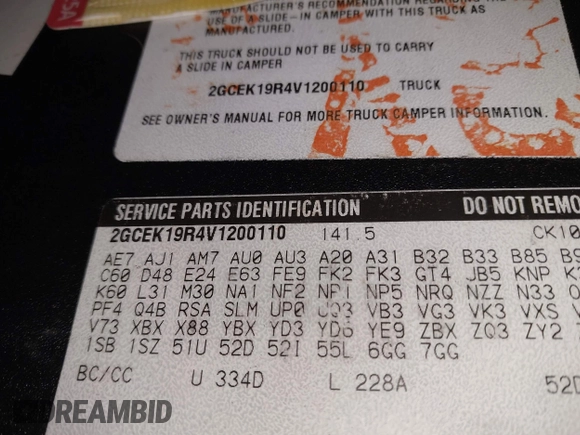 5A
MANUFACTURER'S RECOMMENDATION REGARDING
USE OF A SLIDE-IN CAMPER WITH THIS TRUCK AS
MANUFACTURED.
THIS TRUCK SHOULD NOT BE USED TO CARRY
A SLIDE IN CAMPER
2GCEK19R4V1200110 TRUCK
SEE OWNER'S MANUAL FOR MORE TRUCK CAMPER INFORMATION.
SERVICE PARTS IDENTIFICATION DO NOT REMO
2GCEK19R4V1200110 141.5 CK10
AE7 AJ1 AM7 AU0 AU3 A20 A31 B32 B33 B85 B9
C60 D48 E24 E63 FE9 FK2 FK3 GT4 JB5 KNP K
K60 L31 M30 NA1 NF2 NP1 NP5 NRQ NZZ N33
PF4 Q4B RSA SLM UP0 UQ3 VB3 VG3 VK3 VXS V
V73 XBX X88 YBX YD3 YD6 YE9 ZBX ZQ3 ZY2
1SB 1SZ 51U 52D 52I 55L 6GG 7GG
BC/CC U 334D L 228A 52D
DREAMBID